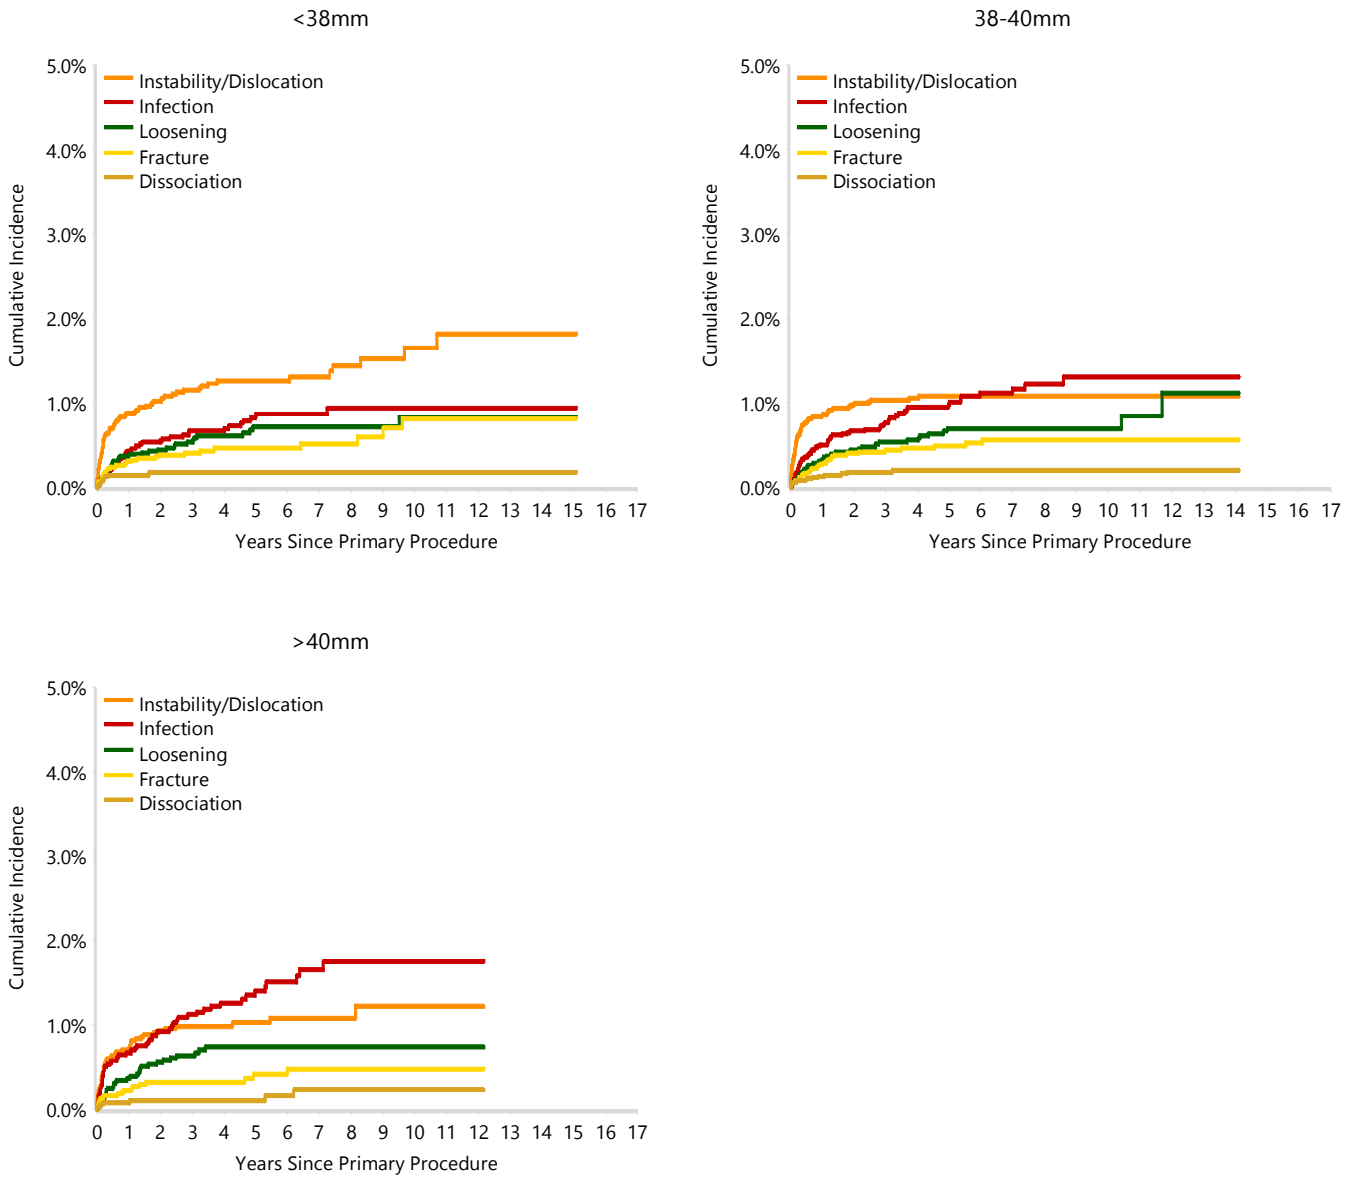 <38mm
5.0%
4.0%
3.0%
2.0%
1.0%
0.0%
Cumulative Incidence
Instability/Dislocation
Infection
Loosening
Fracture
Dissociation
0 1 2 3 4 5 6 7 8 9 10 11 12 13 14 15 16 17
Years Since Primary Procedure
38-40mm
5.0%
4.0%
3.0%
2.0%
1.0%
0.0%
Cumulative Incidence
Instability/Dislocation
Infection
Loosening
Fracture
Dissociation
0 1 2 3 4 5 6 7 8 9 10 11 12 13 14 15 16 17
Years Since Primary Procedure
>40mm
5.0%
4.0%
3.0%
2.0%
1.0%
0.0%
Cumulative Incidence
Instability/Dislocation
Infection
Loosening
Fracture
Dissociation
0 1 2 3 4 5 6 7 8 9 10 11 12 13 14 15 16 17
Years Since Primary Procedure